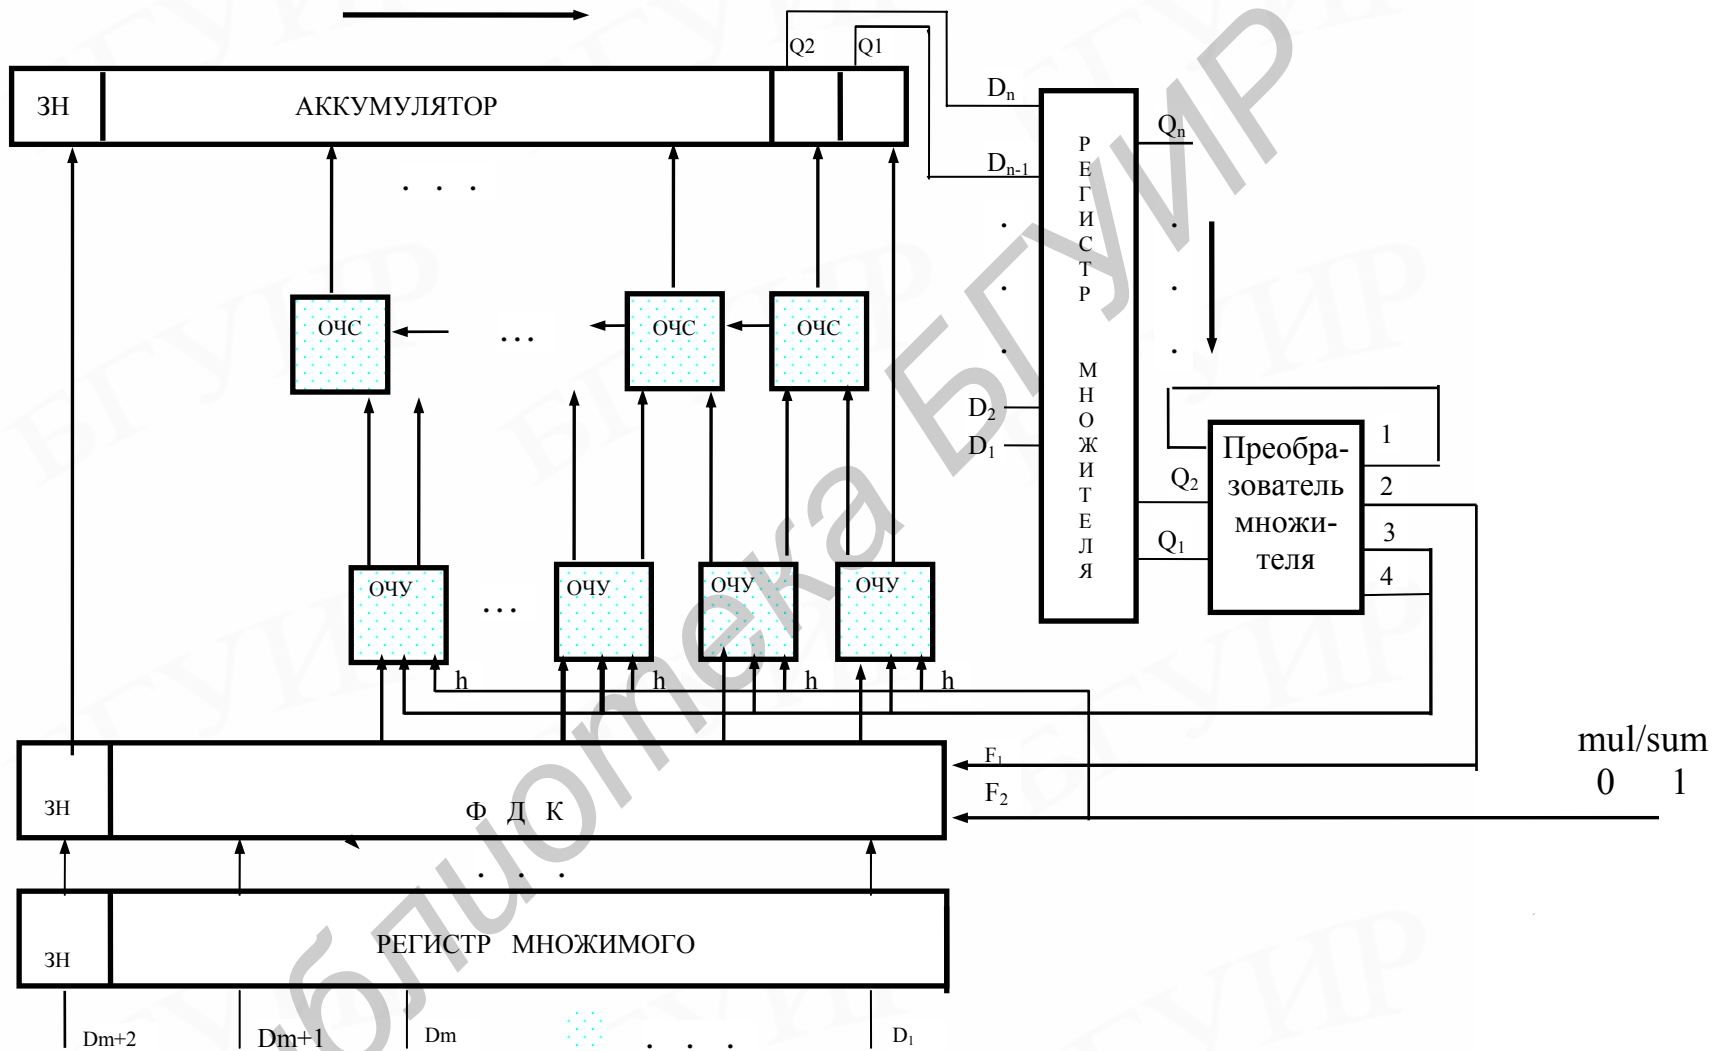 Q2 Q1
ЗН АККУМУЛЯТОР
Dn
Qn
Dn-1
РЕГИСТР МНОЖИТЕЛЯ
. . .
ОЧС ... ОЧС ОЧС
D2
D1
Преобра-
зователь
множи-
теля
Q2
Q1
1
2
3
4
ОЧУ ... ОЧУ ОЧУ ОЧУ
h h h h
mul/sum
0 1
F1
F2
ЗН Ф Д К
. . .
ЗН РЕГИСТР МНОЖИМОГО
Dm+2 Dm+1 Dm . . . D1
Библиотека БГУИР